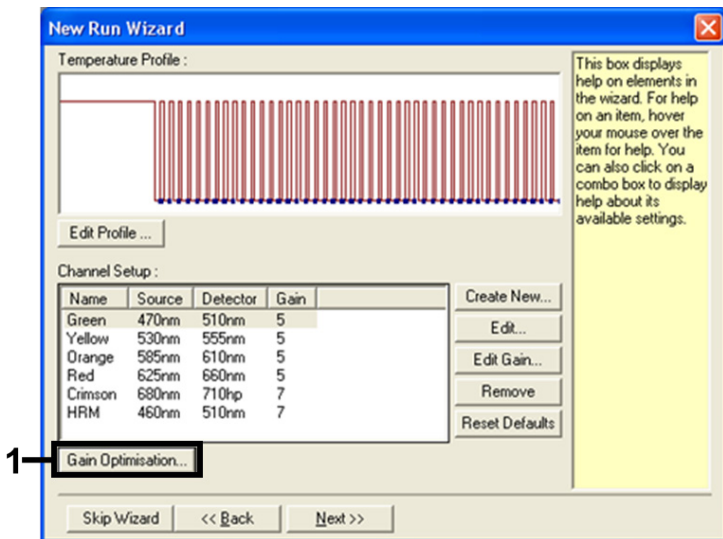 New Run Wizard
Temperature Profile :
This box displays
help on elements in
the wizard. For help
on an item, hover
your mouse over the
item for help. You
can also click on a
combo box to display
help about its
available settings.
Edit Profile ...
Channel Setup :
Name Source Detector Gain
Green 470nm 510nm 5
Yellow 530nm 555nm 5
Orange 585nm 610nm 5
Red 625nm 660nm 5
Crimson 680nm 710hp 7
HRM 460nm 510nm 7
Create New...
Edit...
Edit Gain...
Remove
Reset Defaults
1
Gain Optimisation...
Skip Wizard << Back Next >>